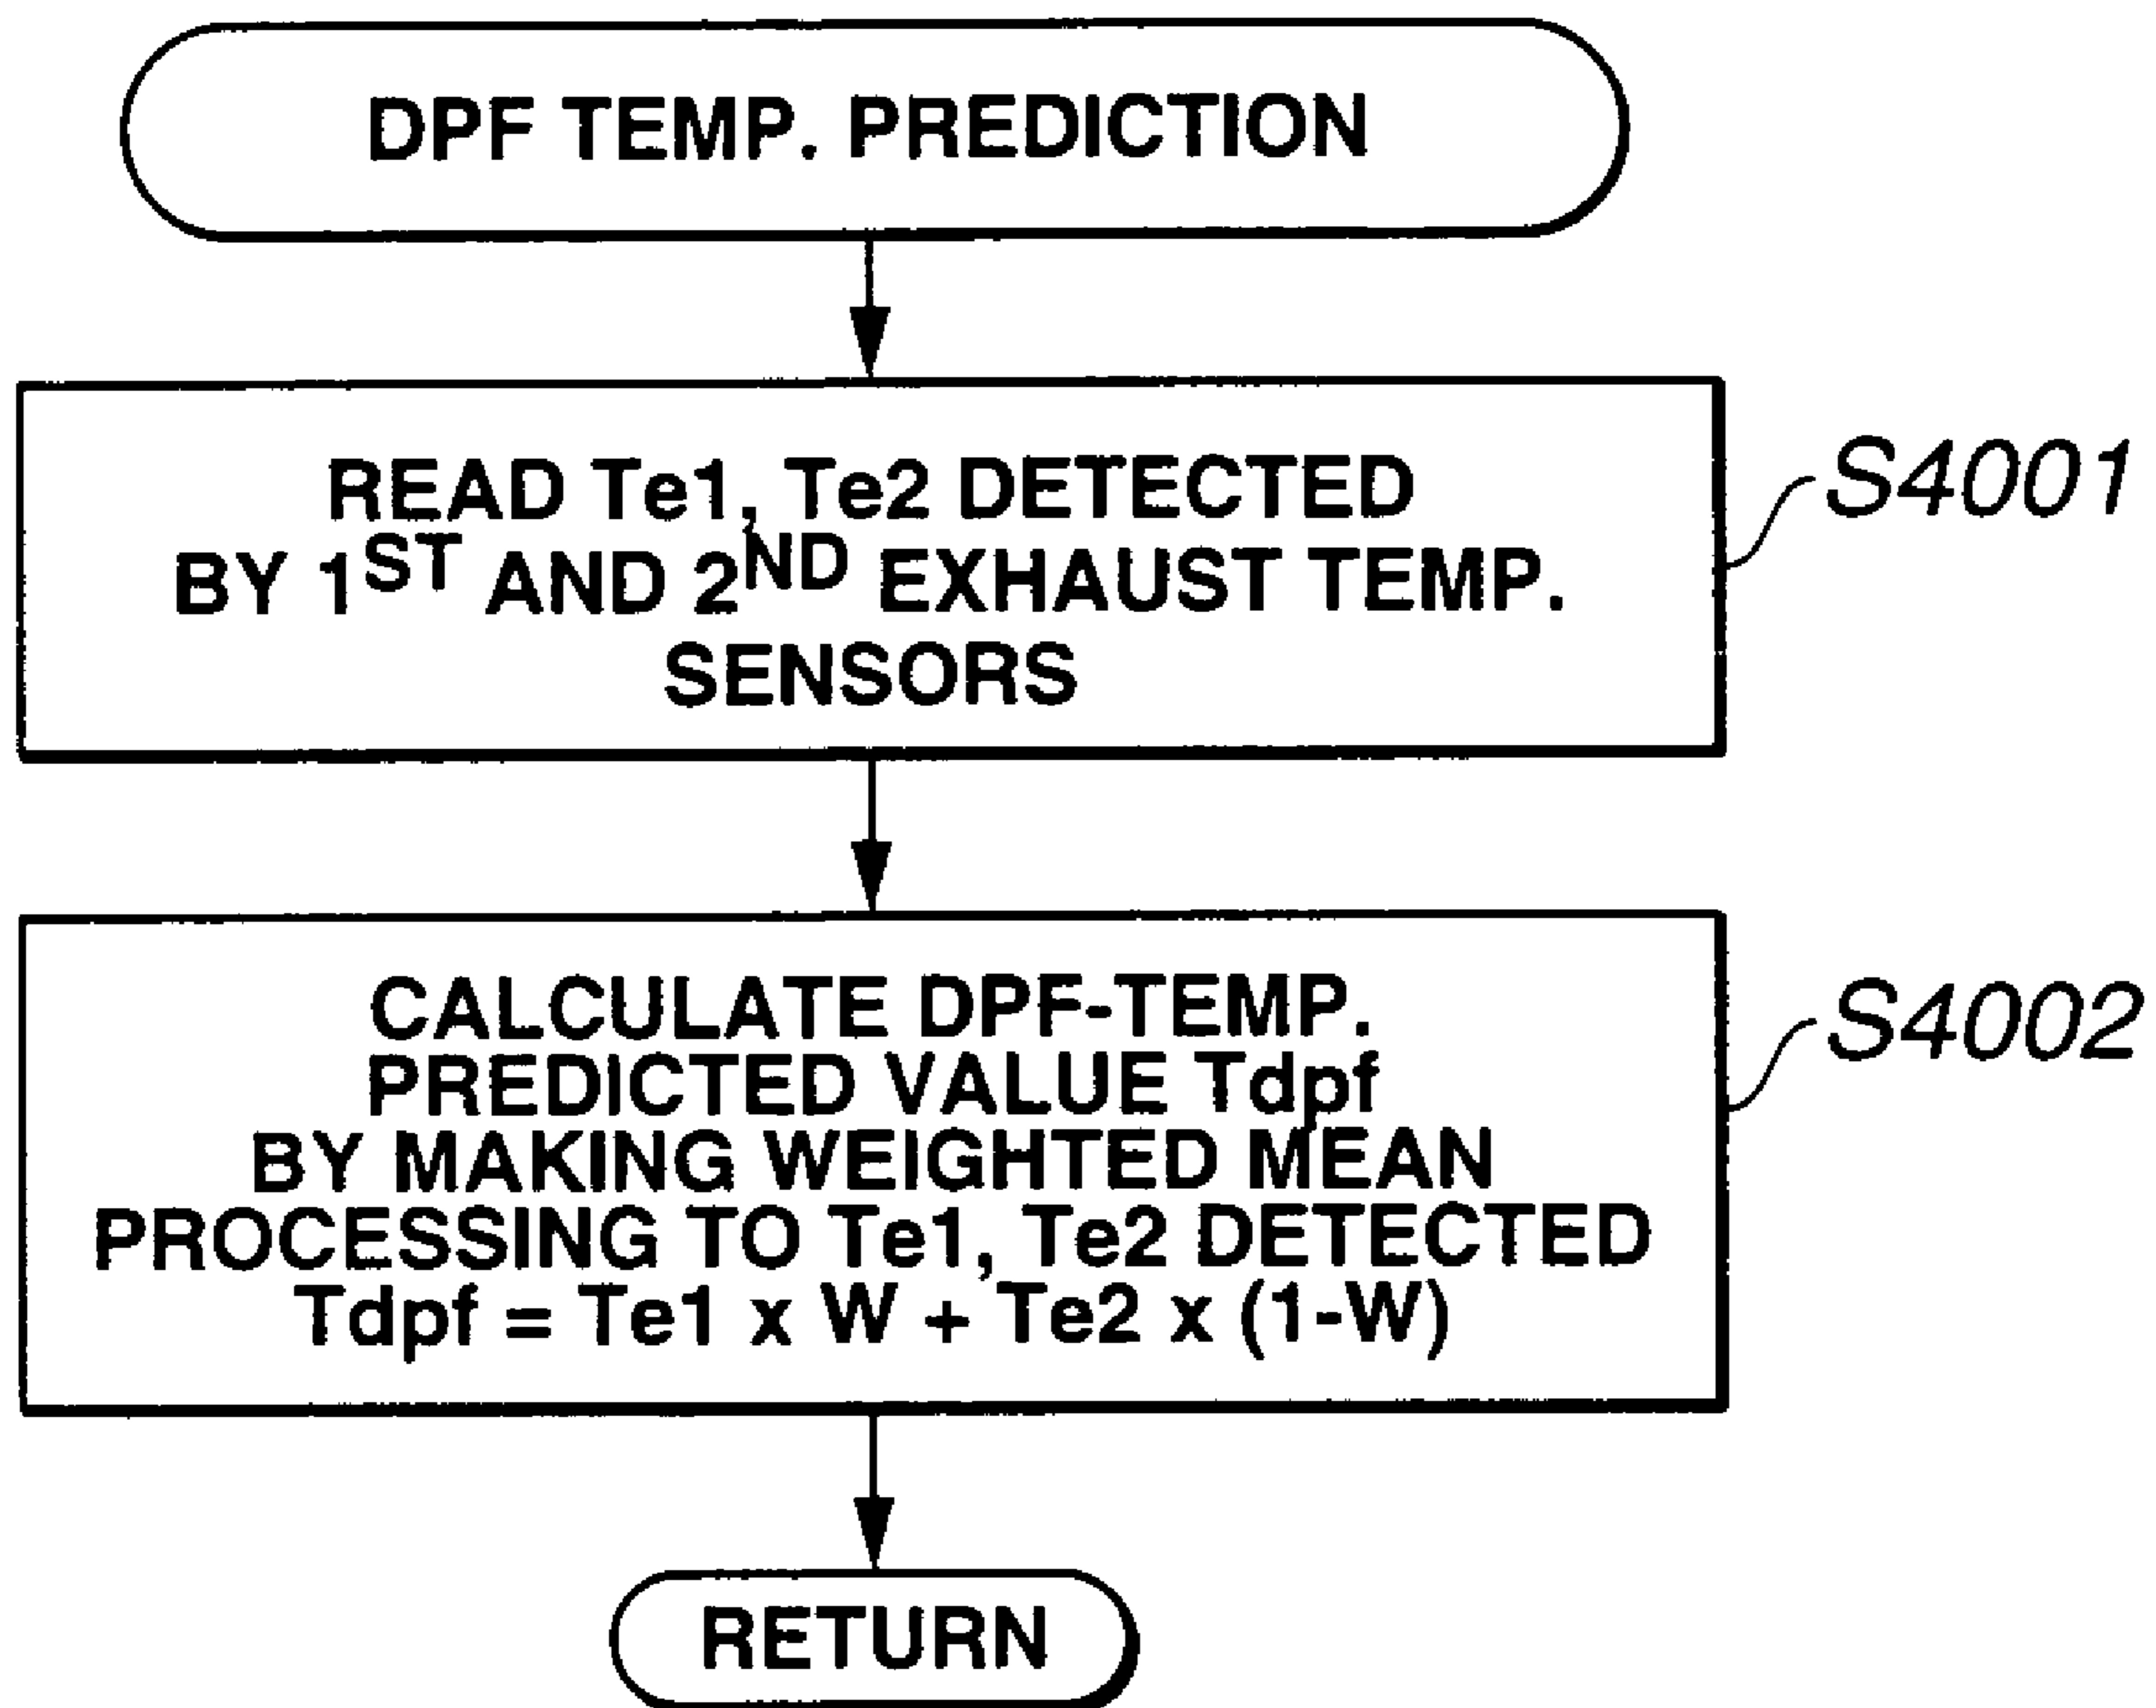 DPF TEMP. PREDICTION
READ Te1, Te2 DETECTED
BY 1ST AND 2ND EXHAUST TEMP.
SENSORS
S4001
CALCULATE DPF-TEMP.
PREDICTED VALUE Tdpf
BY MAKING WEIGHTED MEAN
PROCESSING TO Te1, Te2 DETECTED
Tdpf = Te1 x W + Te2 x (1-W)
S4002
RETURN